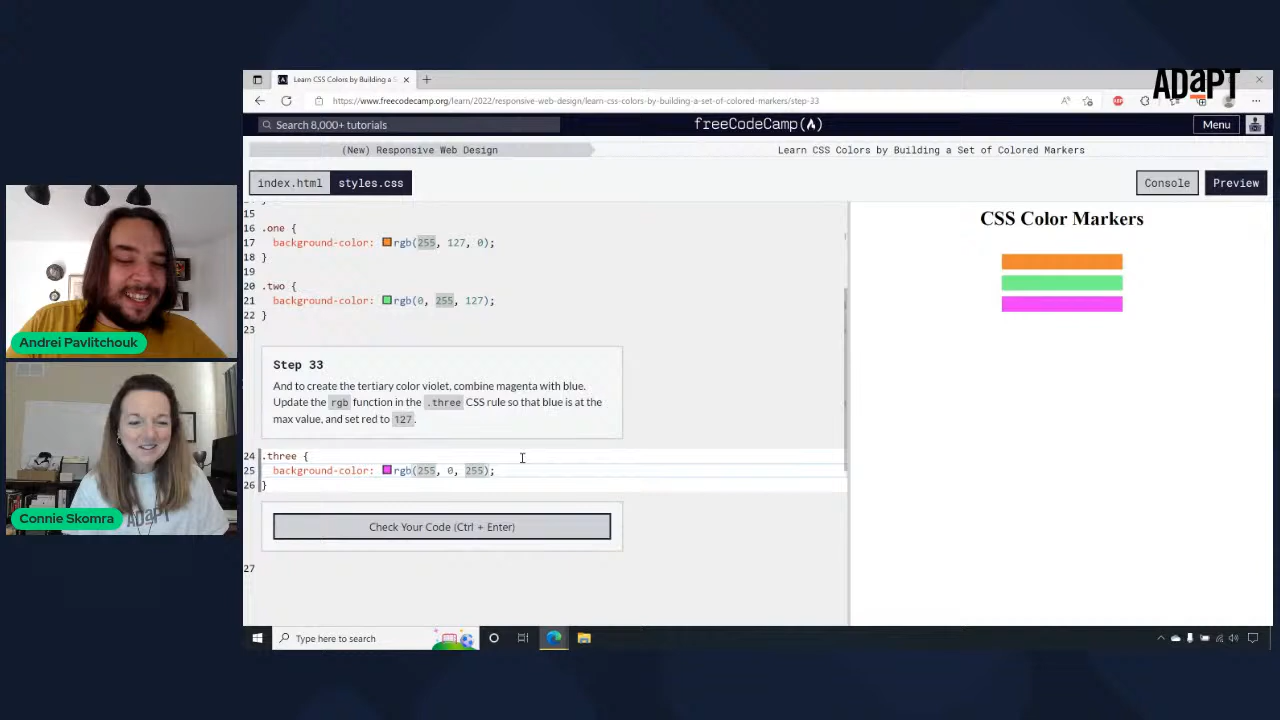 ADaPT
Learn CSS Colors by Building a S
https://www.freecodecamp.org/learn/2022/responsive-web-design/learn-css-colors-by-building-a-set-of-colored-markers/step-33
Search 8,000+ tutorials
freeCodeCamp
Menu
(New) Responsive Web Design
Learn CSS Colors by Building a Set of Colored Markers
index.html
styles.css
Console
Preview
15
16 .one {
17 background-color: rgb(255, 127, 0);
18 }
19
20 .two {
21 background-color: rgb(0, 255, 127);
22 }
23
Step 33
And to create the tertiary color violet, combine magenta with blue.
Update the rgb function in the .three CSS rule so that blue is at the
max value, and set red to 127.
24 .three {
25 background-color: rgb(255, 0, 255);
26 }
Check Your Code (Ctrl + Enter)
27
CSS Color Markers
Andrei Pavlitchouk
ADaPT
Connie Skomra
Type here to search